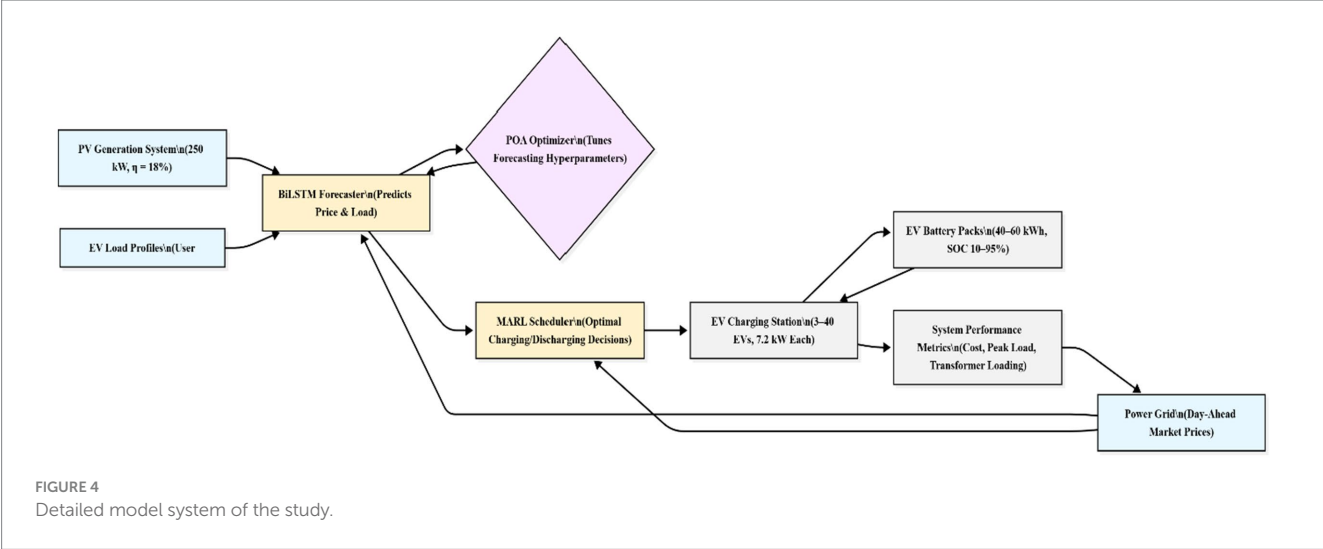 PV Generation System\n(250
kW, η = 18%)
EV Load Profiles\n(User
BiLSTM Forecaster\n(Predicts
Price & Load)
POA Optimizer\n(Tunes
Forecasting Hyperparameters)
MARL Scheduler\n(Optimal
Charging/Discharging Decisions)
EV Charging Station\n(3–40
EVs, 7.2 kW Each)
EV Battery Packs\n(40–60 kWh,
SOC 10–95%)
System Performance
Metrics\n(Cost, Peak Load,
Transformer Loading)
Power Grid\n(Day-Ahead
Market Prices)
FIGURE 4
Detailed model system of the study.